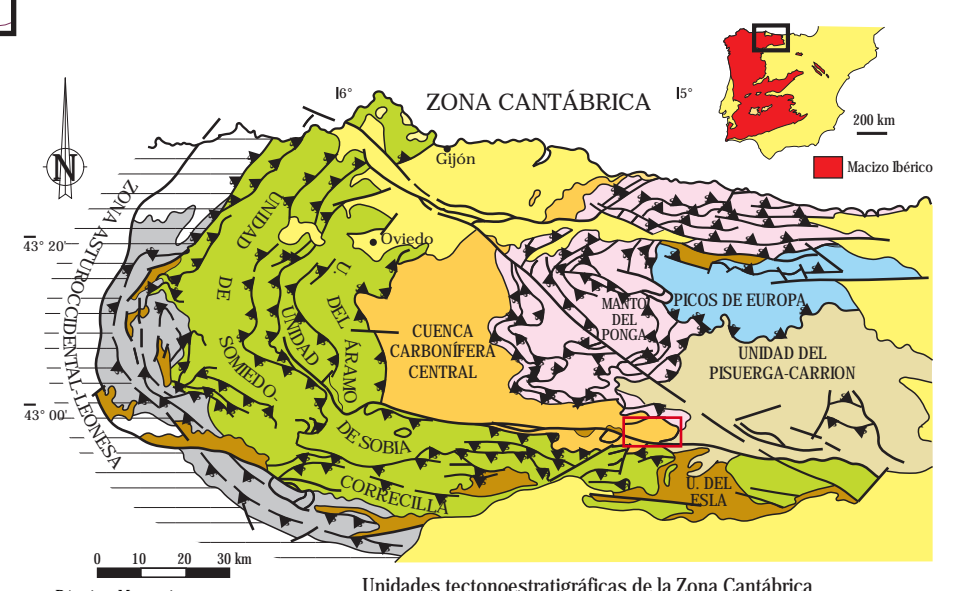 ZONA CANTÁBRICA
6°
5°
200 km
Macizo Ibérico
N
Gijón
Oviedo
43° 20'
43° 00'
ZONA ASTUROCCIDENTAL-LEONESA
UNIDAD
DE
SOMIEDO-
CORRECILLA
UNIDAD
DE SOBIA
U.
DEL
ÁRAMO
CUENCA
CARBONÍFERA
CENTRAL
MANTO
DEL
PONGA
PICOS DE EUROPA
UNIDAD DEL
PISUERGA-CARRION
U. DEL
ESLA
0 10 20 30 km
Unidades tectonoestratigráficas de la Zona Cantábrica